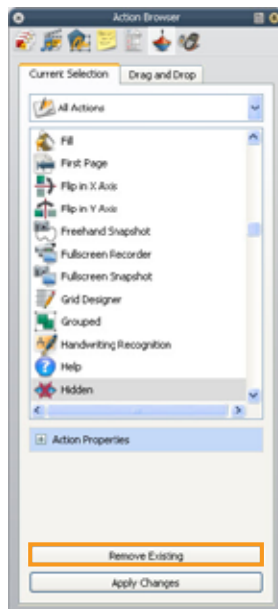 Action Browser
Current Selection
Drag and Drop
All Actions
Fill
First Page
Flip in X Axis
Flip in Y Axis
Freehand Snapshot
Fullscreen Recorder
Fullscreen Snapshot
Grid Designer
Grouped
Handwriting Recognition
Help
Hidden
Action Properties
Remove Existing
Apply Changes